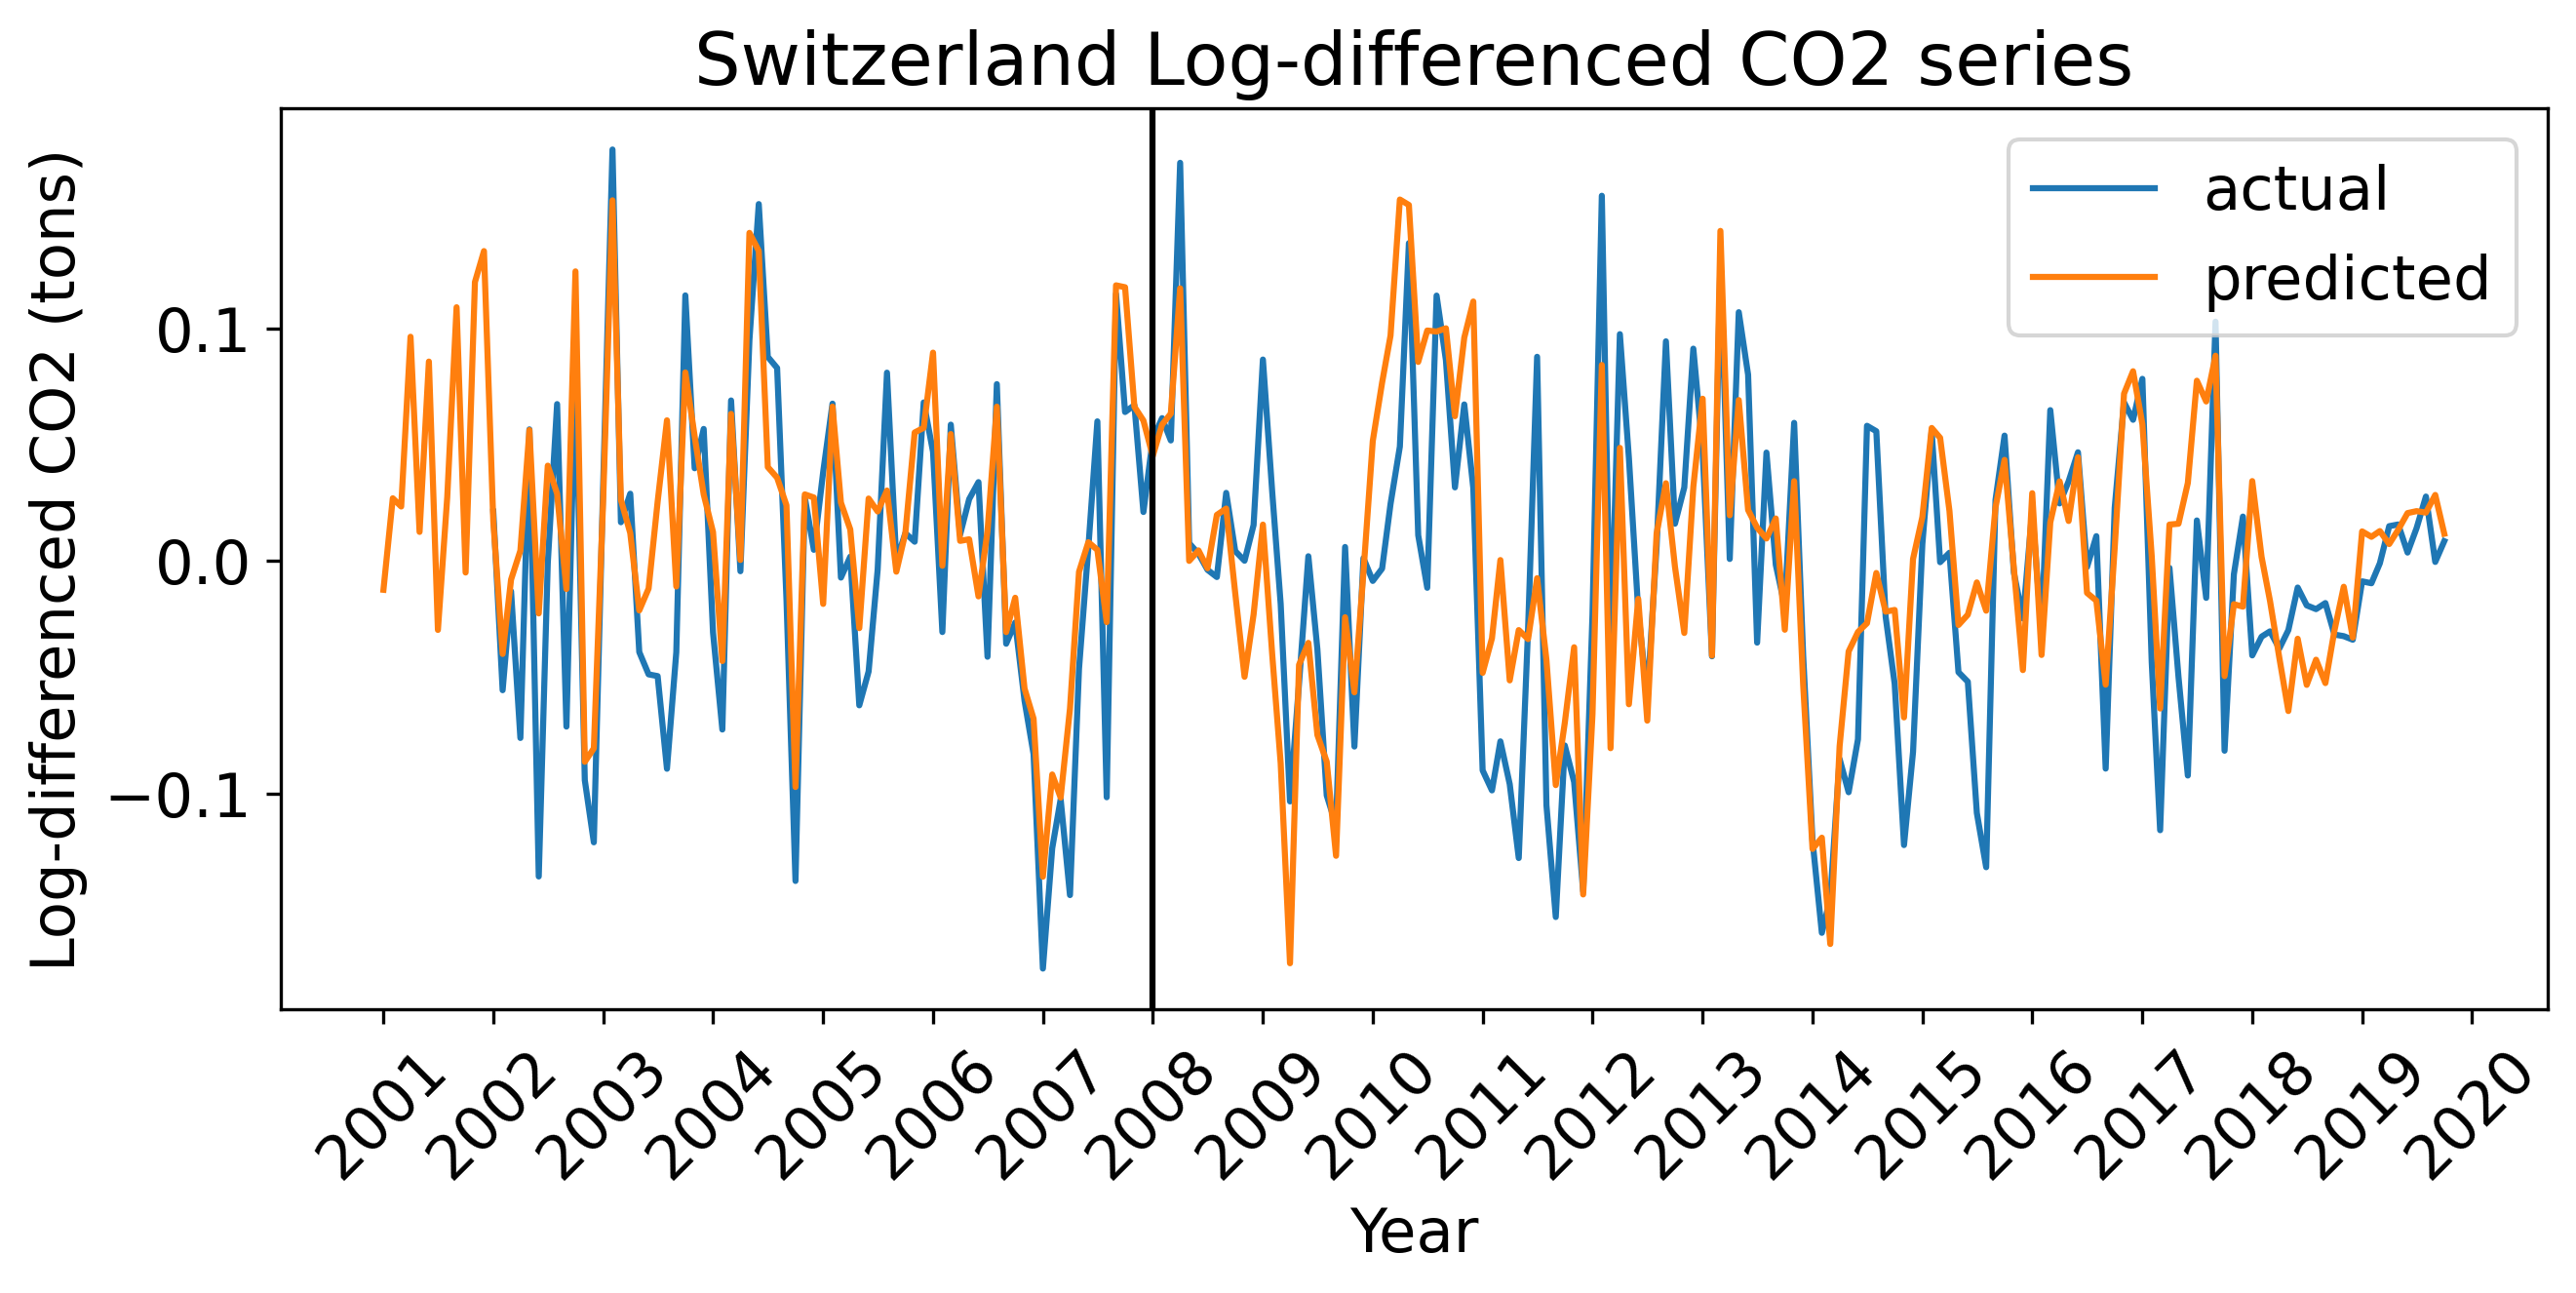 Switzerland Log-differenced CO2 series
Log-differenced CO2 (tons)
0.1
0.0
−0.1
actual
predicted
2001 2002 2003 2004 2005 2006 2007 2008 2009 2010 2011 2012 2013 2014 2015 2016 2017 2018 2019 2020
Year